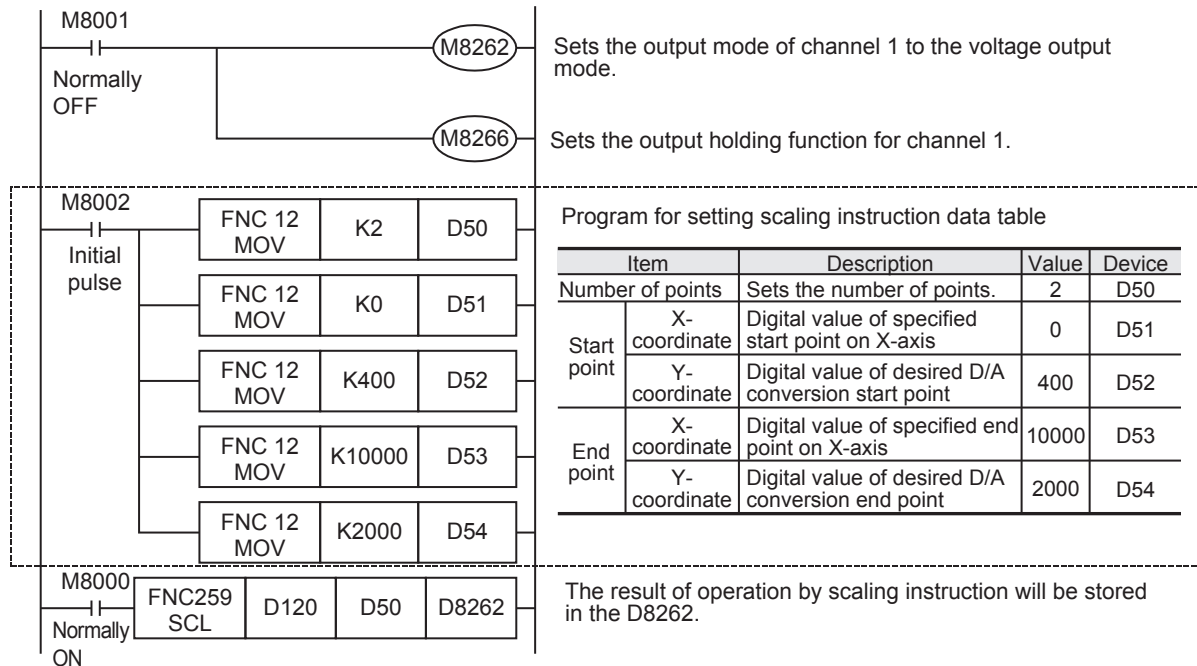 M8001
Normally
OFF
M8262
Sets the output mode of channel 1 to the voltage output
mode.
M8266
Sets the output holding function for channel 1.
M8002
Initial
pulse
FNC 12
MOV
K2
D50
FNC 12
MOV
K0
D51
FNC 12
MOV
K400
D52
FNC 12
MOV
K10000
D53
FNC 12
MOV
K2000
D54
Program for setting scaling instruction data table
Item Description Value Device
Number of points Sets the number of points. 2 D50
Start
point
X-
coordinate
Digital value of specified
start point on X-axis
0
D51
Y-
coordinate
Digital value of desired D/A
conversion start point
400
D52
End
point
X-
coordinate
Digital value of specified end
point on X-axis
10000
D53
Y-
coordinate
Digital value of desired D/A
conversion end point
2000
D54
M8000
Normally
ON
FNC259
SCL
D120
D50
D8262
The result of operation by scaling instruction will be stored
in the D8262.